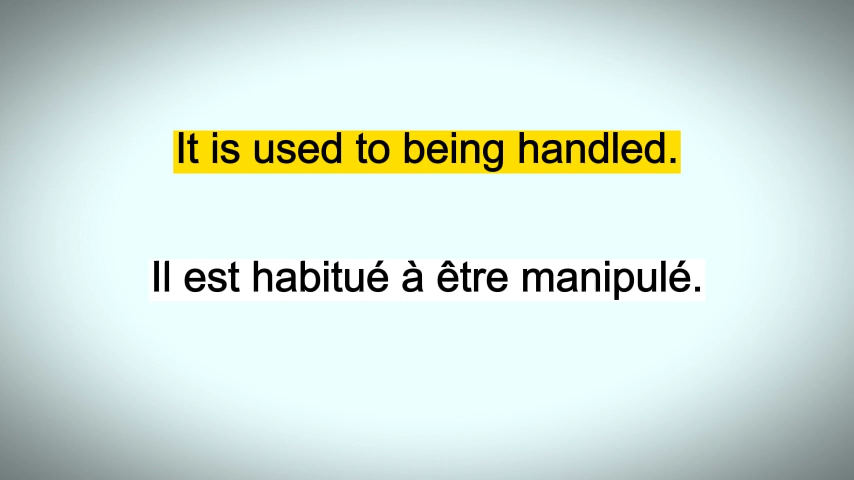 It is used to being handled.
Il est habitué à être manipulé.